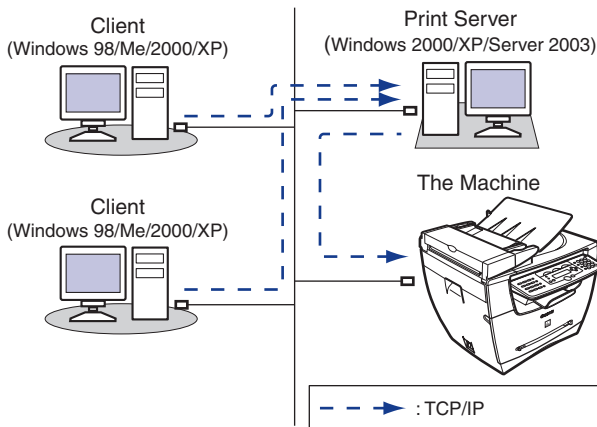 Client
(Windows 98/Me/2000/XP)
Print Server
(Windows 2000/XP/Server 2003)
Client
(Windows 98/Me/2000/XP)
The Machine
: TCP/IP